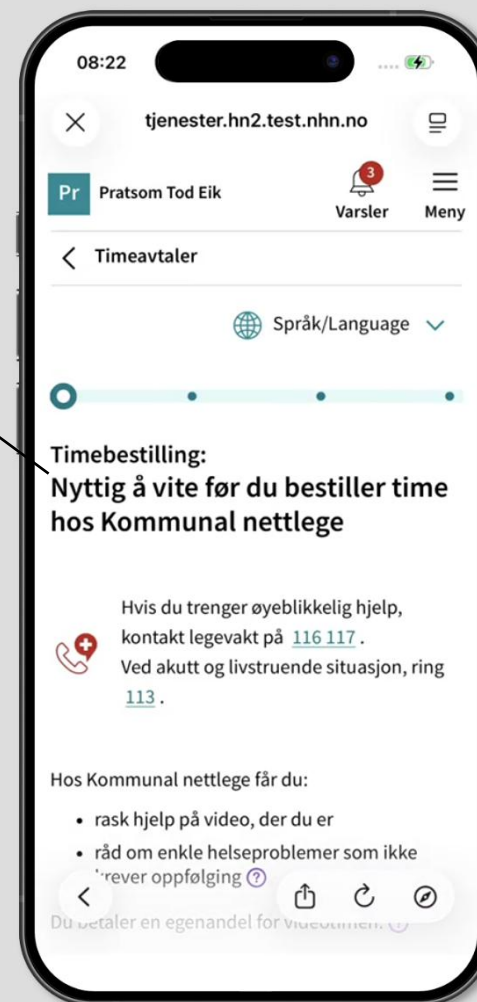 08:22
tjenester.hn2.test.nhn.no
Pr Pratsom Tod Eik
3
Varsler Meny
Timeavtaler
Språk/Language
Timebestilling:
Nyttig å vite før du bestiller time
hos Kommunal nettlege
Hvis du trenger øyeblikkelig hjelp,
kontakt legevakt på 116 117 .
Ved akutt og livstruende situasjon, ring
113 .
Hos Kommunal nettlege får du:
• rask hjelp på video, der du er
• råd om enkle helseproblemer som ikke
krever oppfølging ?
Du betaler en egenandel for videotimen. ?